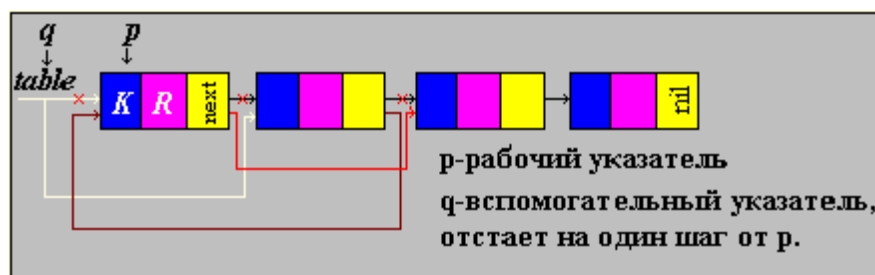 q p
table
K R next
nil
p-рабочий указатель
q-вспомогательный указатель,
отстает на один шаг от p.